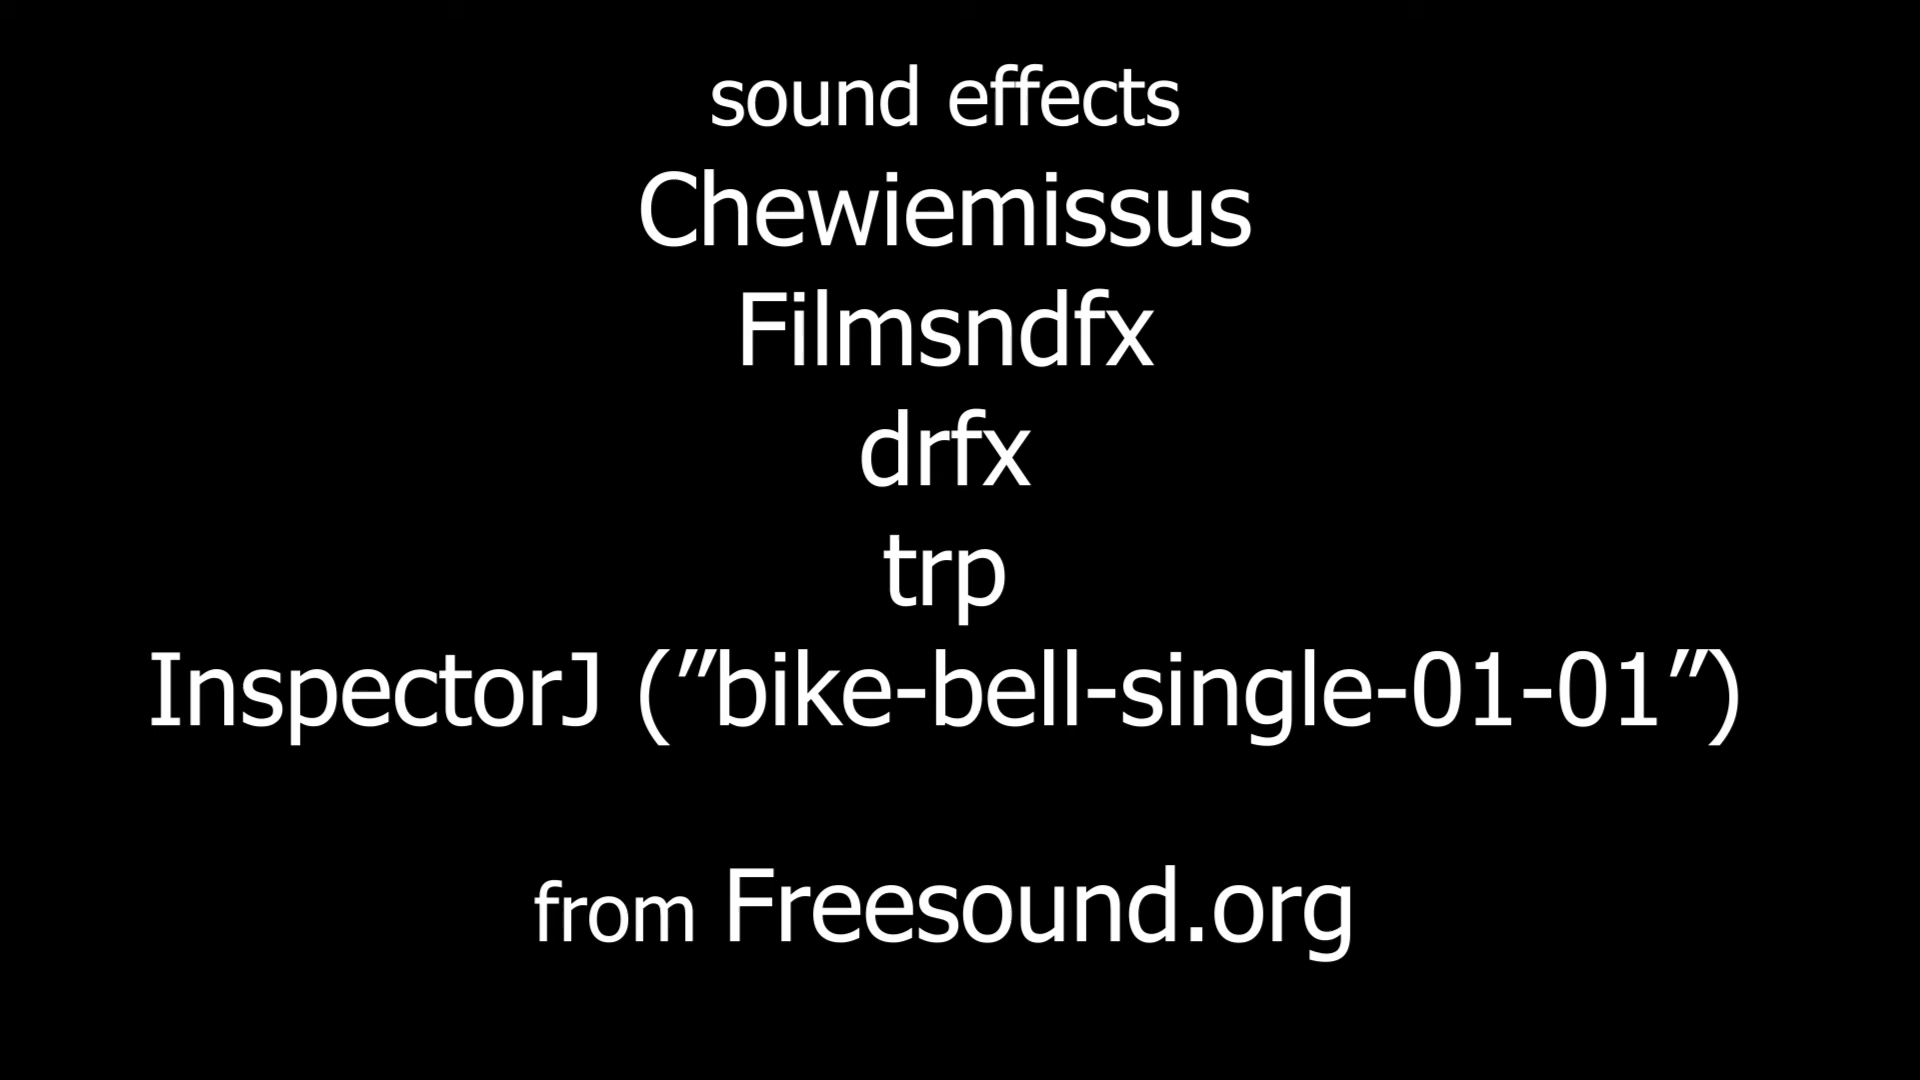 sound effects
Chewiemissus
Filmsndfx
drfx
trp
InspectorJ (”bike-bell-single-01-01”)
from Freesound.org